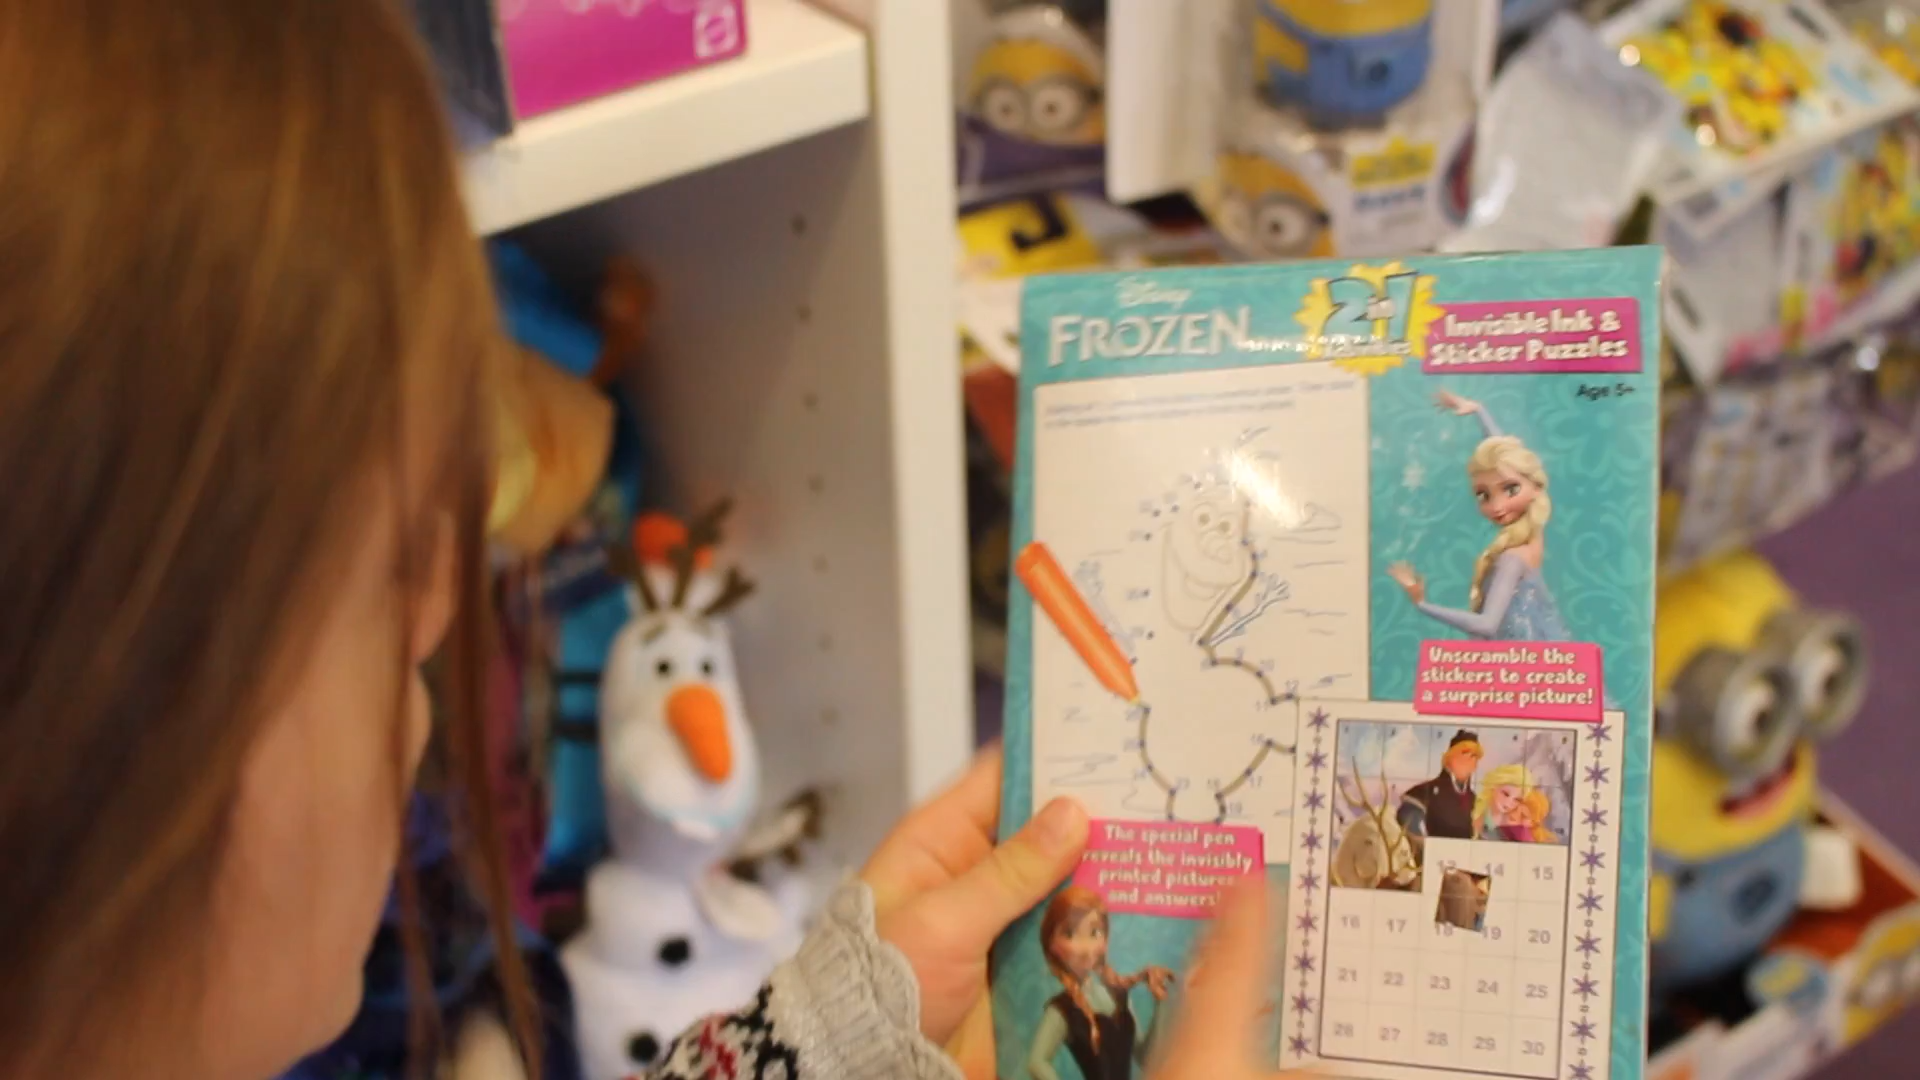 Disney
FROZEN
2in1
Invisible Ink &
Sticker Puzzles
Age 5+
Unscramble the
stickers to create
a surprise picture!
The special pen
reveals the invisibly
printed pictures
and answers!
13 14 15
16 17 18 19 20
21 22 23 24 25
26 27 28 29 30